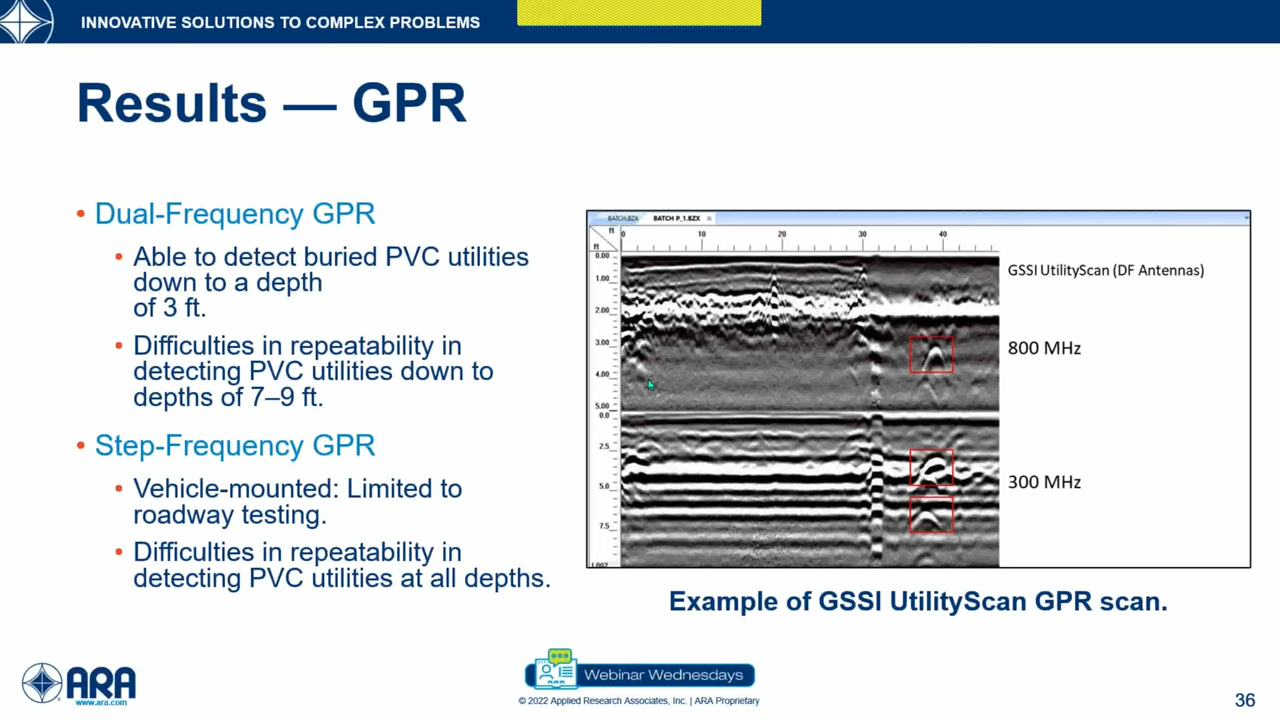 INNOVATIVE SOLUTIONS TO COMPLEX PROBLEMS
Results — GPR
• Dual-Frequency GPR
• Able to detect buried PVC utilities
down to a depth
of 3 ft.
• Difficulties in repeatability in
detecting PVC utilities down to
depths of 7–9 ft.
• Step-Frequency GPR
• Vehicle-mounted: Limited to
roadway testing.
• Difficulties in repeatability in
detecting PVC utilities at all depths.
BATCH.BZX BATCH P_1.BZX ×
ft 0 10 20 30 40
ft
0.00
1.00
2.00
3.00
4.00
5.00
0.0
2.5
5.0
7.5
GSSI UtilityScan (DF Antennas)
800 MHz
300 MHz
Example of GSSI UtilityScan GPR scan.
ARA
www.ara.com
Webinar Wednesdays
© 2022 Applied Research Associates, Inc. | ARA Proprietary
36